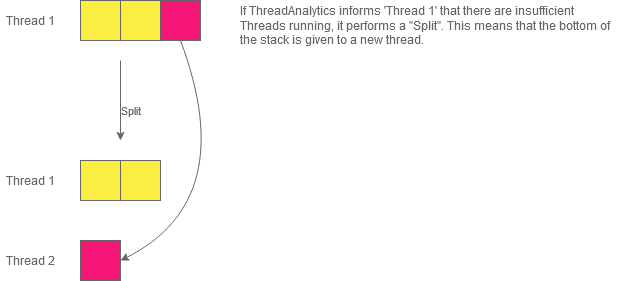 Thread 1
If ThreadAnalytics informs 'Thread 1' that there are insufficient
Threads running, it performs a "Split". This means that the bottom of
the stack is given to a new thread.
Split
Thread 1
Thread 2